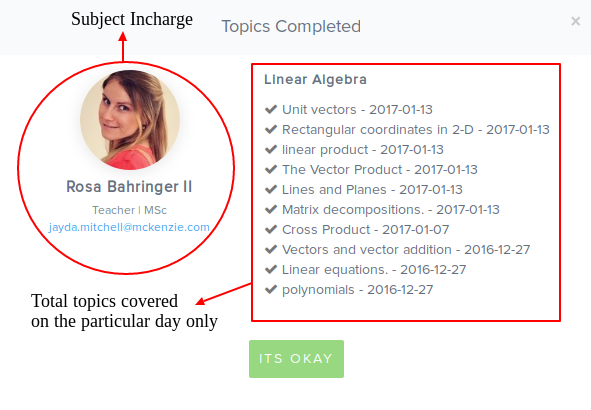 Subject Incharge
Topics Completed
×
Rosa Bahringer II
Teacher | MSc
jayda.mitchell@mckenzie.com
Linear Algebra
✔ Unit vectors - 2017-01-13
✔ Rectangular coordinates in 2-D - 2017-01-13
✔ linear product - 2017-01-13
✔ The Vector Product - 2017-01-13
✔ Lines and Planes - 2017-01-13
✔ Matrix decompositions. - 2017-01-13
✔ Cross Product - 2017-01-07
✔ Vectors and vector addition - 2016-12-27
✔ Linear equations. - 2016-12-27
✔ polynomials - 2016-12-27
Total topics covered
on the particular day only
ITS OKAY